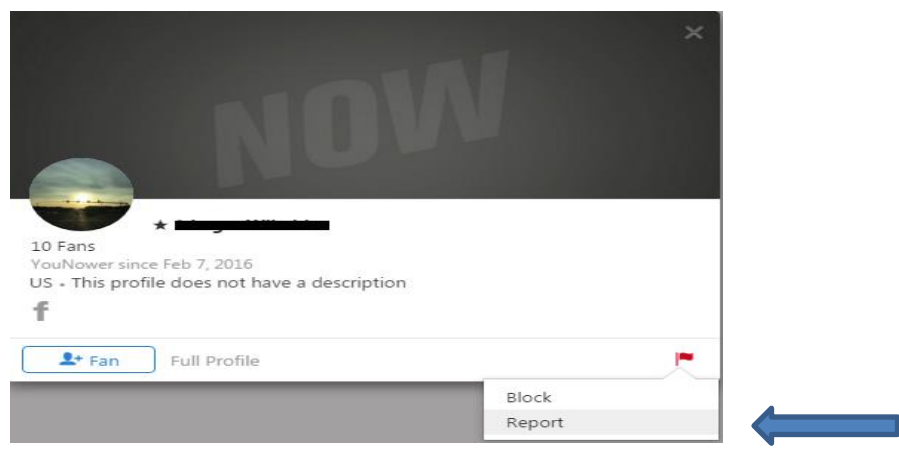 NOW
★
10 Fans
YouNower since Feb 7, 2016
US - This profile does not have a description
f
Fan Full Profile
Block
Report